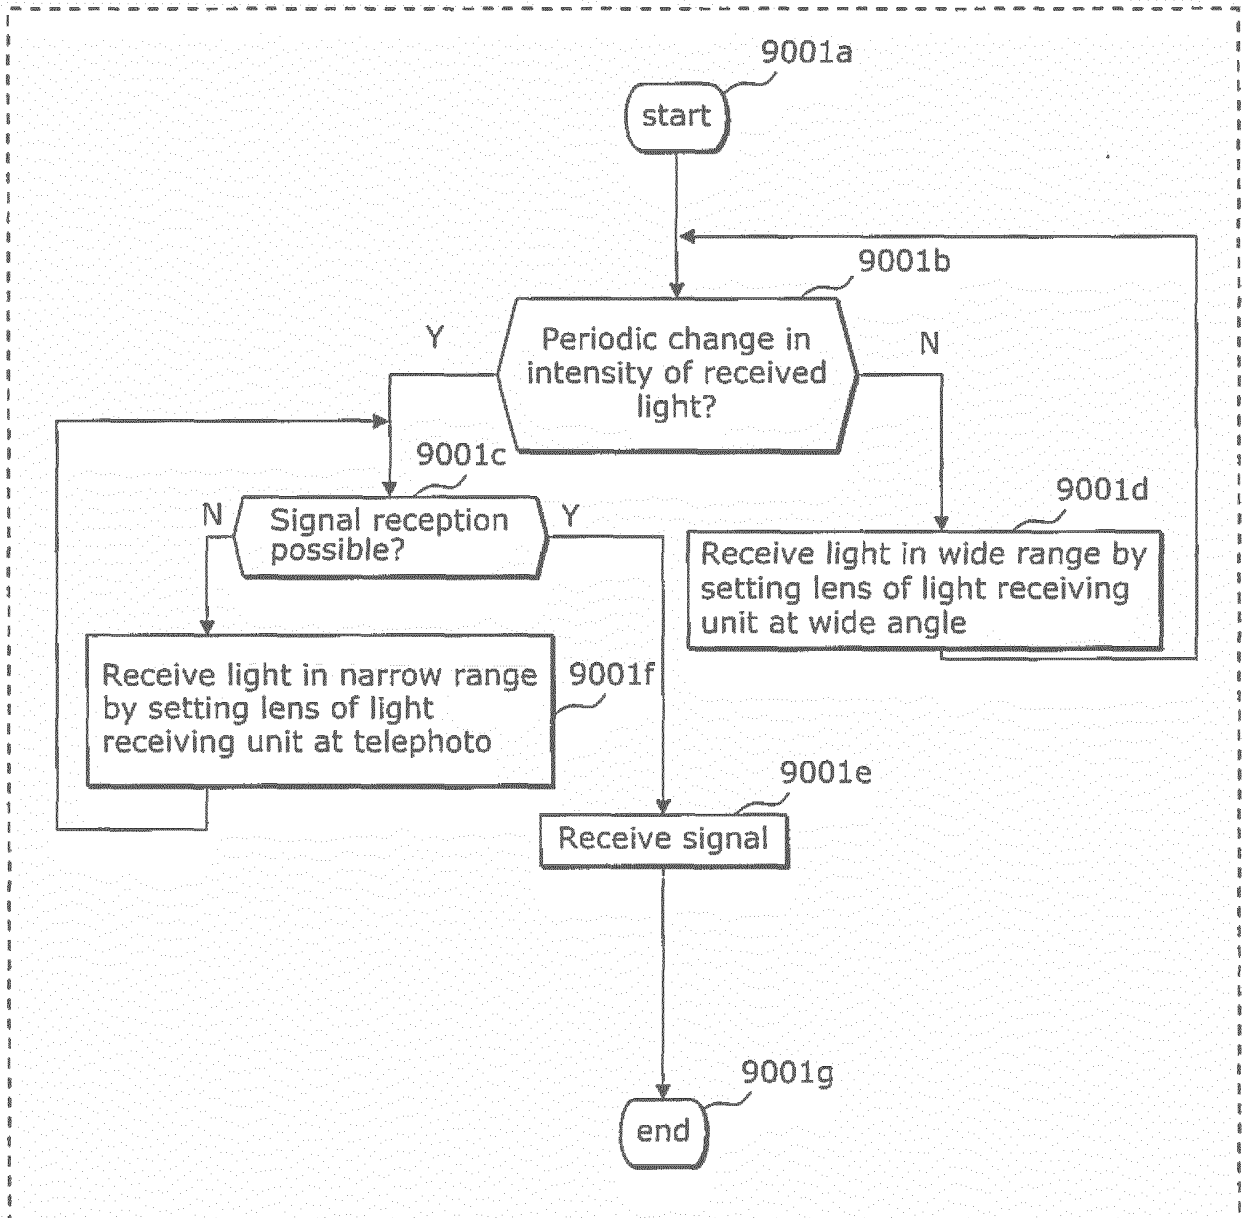 9001a
start
9001b
Y
Periodic change in
intensity of received
light?
N
9001c
N
Signal reception
possible?
Y
9001d
Receive light in wide range by
setting lens of light receiving
unit at wide angle
Receive light in narrow range
by setting lens of light
receiving unit at telephoto
9001f
9001e
Receive signal
9001g
end